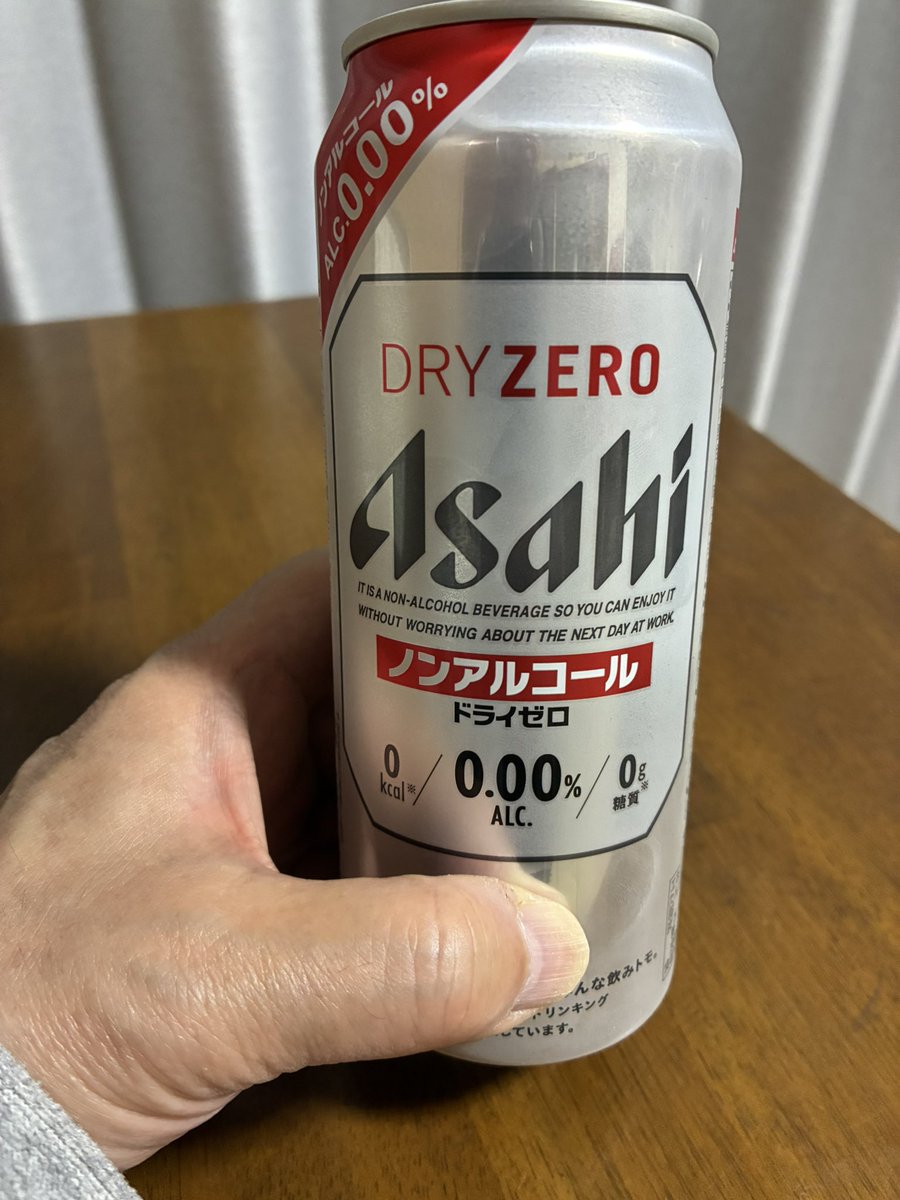 ノンアルコール
ALC.0.00%
DRY ZERO
Asahi
IT IS A NON-ALCOHOL BEVERAGE SO YOU CAN ENJOY IT
WITHOUT WORRYING ABOUT THE NEXT DAY AT WORK.
ノンアルコール
ドライゼロ
0 kcal※ / 0.00% ALC. / 0g 糖質※
んな飲みトモ。
ドリンキング
しています。